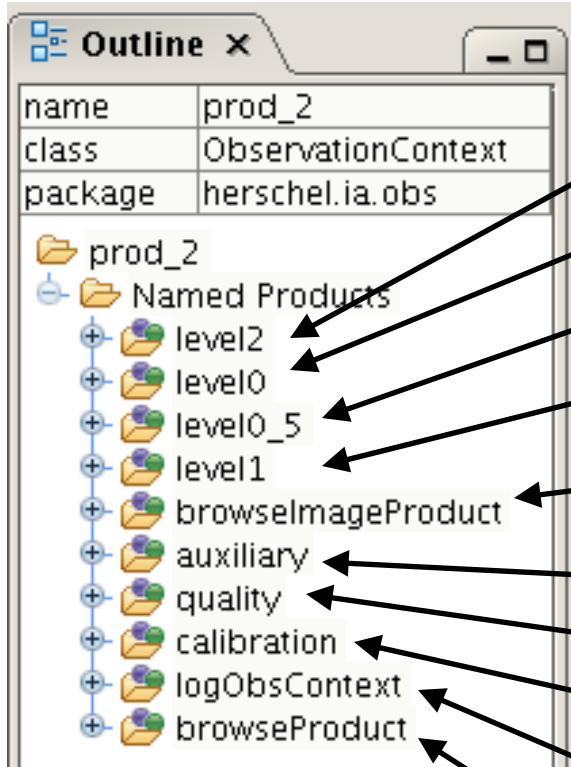 Outline
name prod_2
class ObservationContext
package herschel.ia.obs
prod_2
Named Products
level2
level0
level0_5
level1
browseImageProduct
auxiliary
quality
calibration
logObsContext
browseProduct